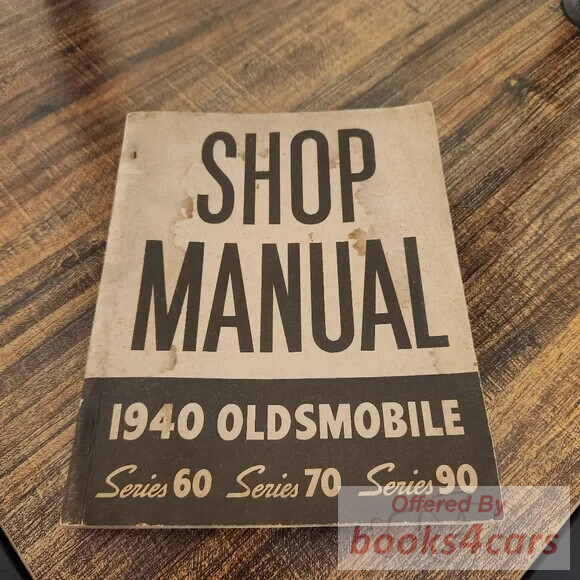 SHOP
MANUAL
1940 OLDSMOBILE
Series 60 Series 70 Series 90
Offered By
books4cars